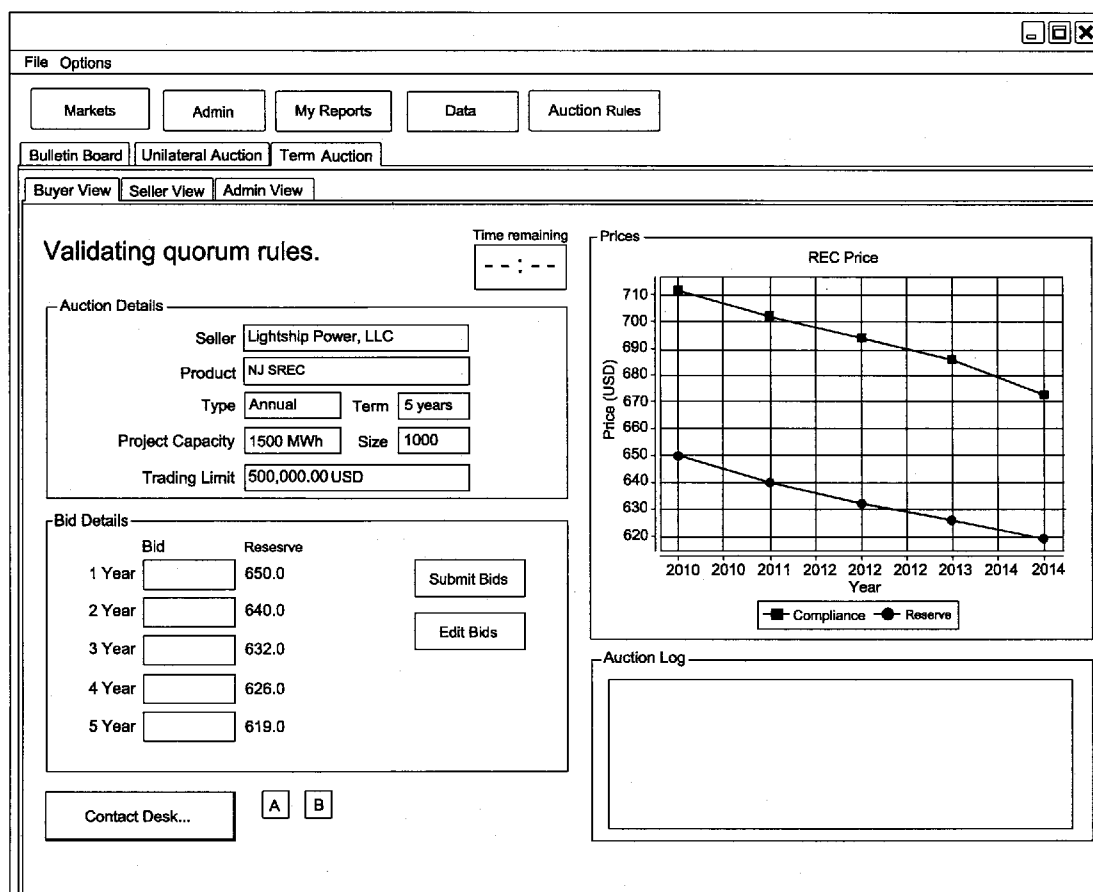 File Options
Markets Admin My Reports Data Auction Rules
Bulletin Board Unilateral Auction Term Auction
Buyer View Seller View Admin View
Validating quorum rules.
Time remaining
--:--
Auction Details
Seller Lightship Power, LLC
Product NJ SREC
Type Annual Term 5 years
Project Capacity 1500 MWh Size 1000
Trading Limit 500,000.00 USD
Bid Details
Bid Resesrve
1 Year 650.0
2 Year 640.0
3 Year 632.0
4 Year 626.0
5 Year 619.0
Submit Bids
Edit Bids
Contact Desk... A B
Prices
REC Price
Price (USD)
710
700
690
680
670
660
650
640
630
620
2010 2010 2011 2012 2012 2012 2013 2014 2014
Year
Compliance Reserve
Auction Log